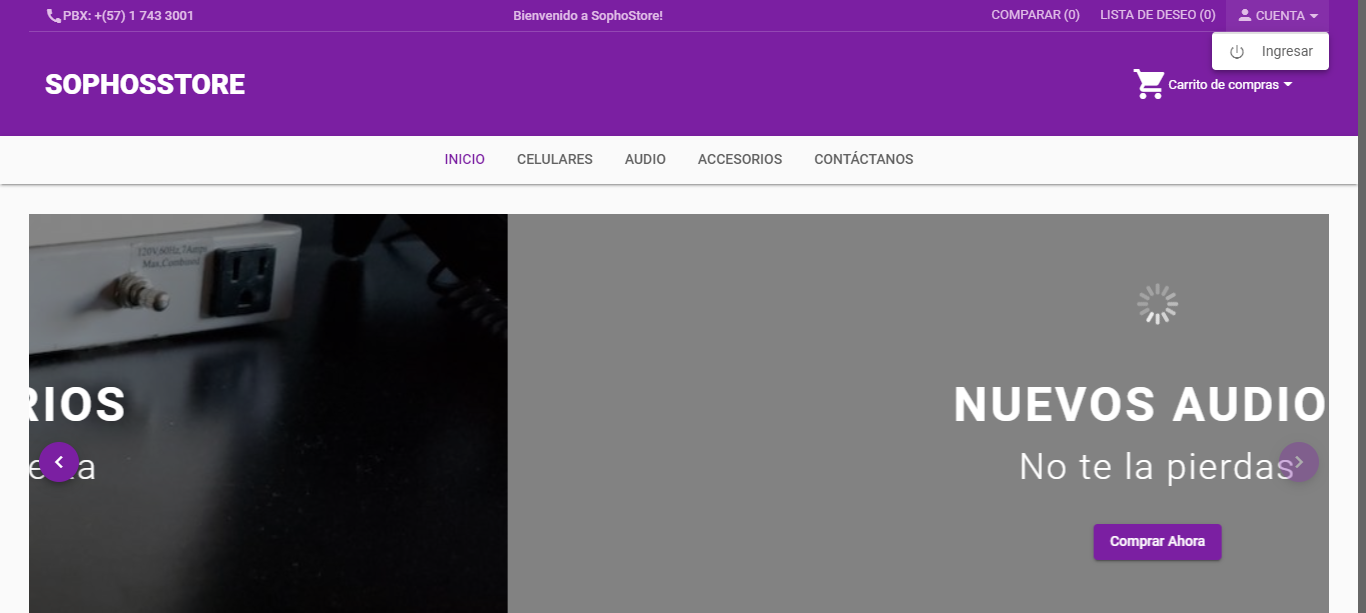 PBX: +(57) 1 743 3001
Bienvenido a SophoStore!
COMPARAR (0)
LISTA DE DESEO (0)
CUENTA
Ingresar
SOPHOSSTORE
Carrito de compras
INICIO
CELULARES
AUDIO
ACCESORIOS
CONTÁCTANOS
120V,60Hz,7Amps
Max,Combined
RIOS
NUEVOS AUDIO
No te la pierdas
Comprar Ahora